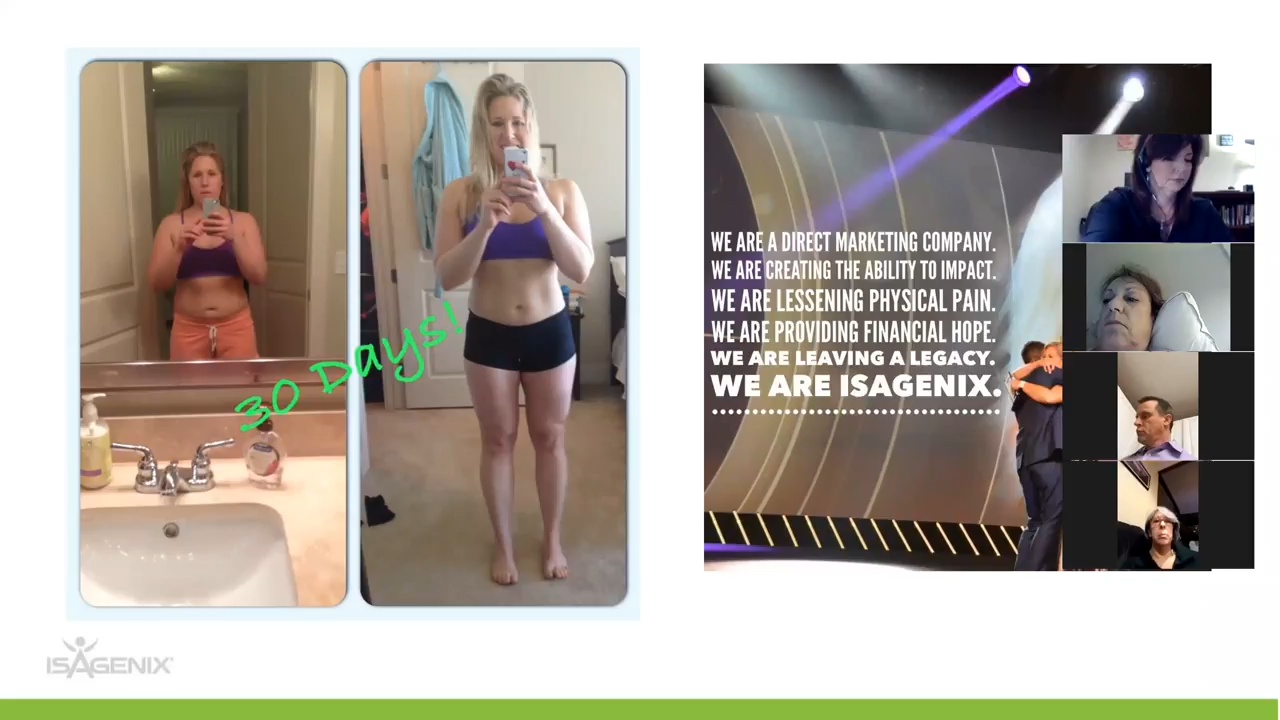 30 Days!
WE ARE A DIRECT MARKETING COMPANY.
WE ARE CREATING THE ABILITY TO IMPACT.
WE ARE LESSENING PHYSICAL PAIN.
WE ARE PROVIDING FINANCIAL HOPE.
WE ARE LEAVING A LEGACY.
WE ARE ISAGENIX.
ISAGENIX